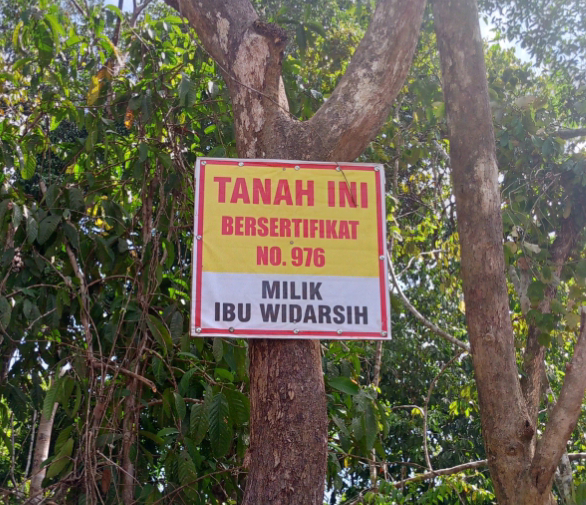 TANAH INI
BERSERTIFIKAT
NO. 976
MILIK
IBU WIDARSIH